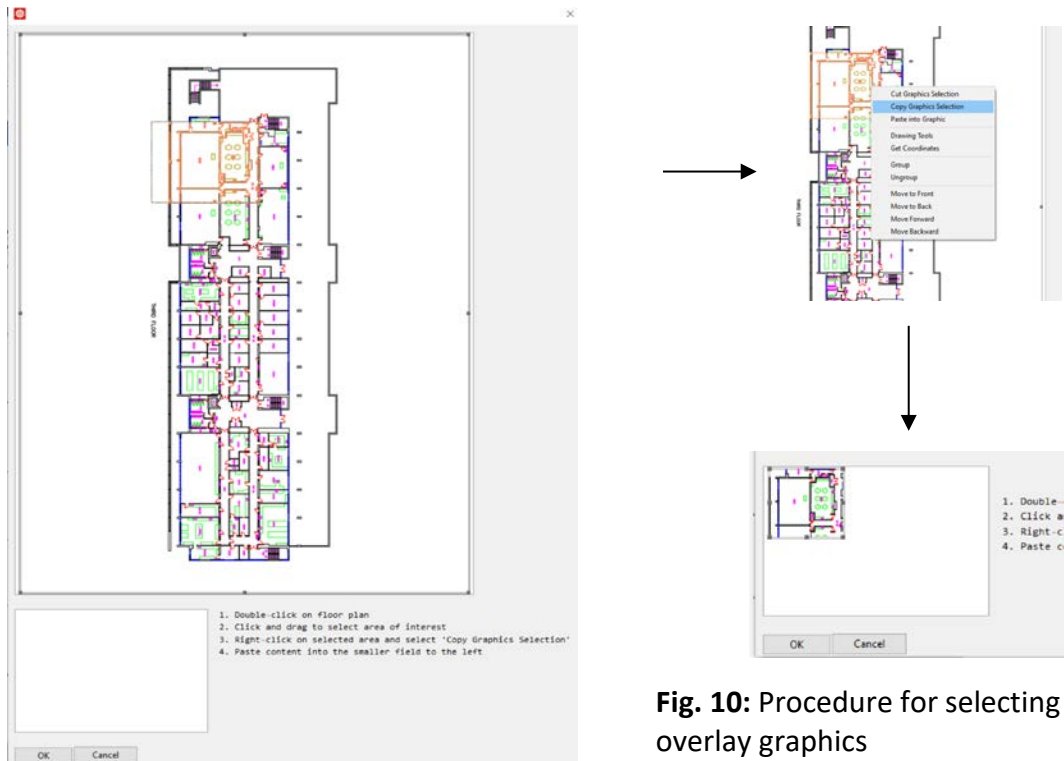 THIRD FLOOR
1. Double-click on floor plan
2. Click and drag to select area of interest
3. Right-click on selected area and select 'Copy Graphics Selection'
4. Paste content into the smaller field to the left
OK
Cancel
Cut Graphics Selection
Copy Graphics Selection
Paste into Graphic
Drawing Tools
Get Coordinates
Group
Ungroup
Move to Front
Move to Back
Move Forward
Move Backward
THIRD FLOOR
1. Double-
2. Click a
3. Right-c
4. Paste c
OK
Cancel
Fig. 10: Procedure for selecting
overlay graphics